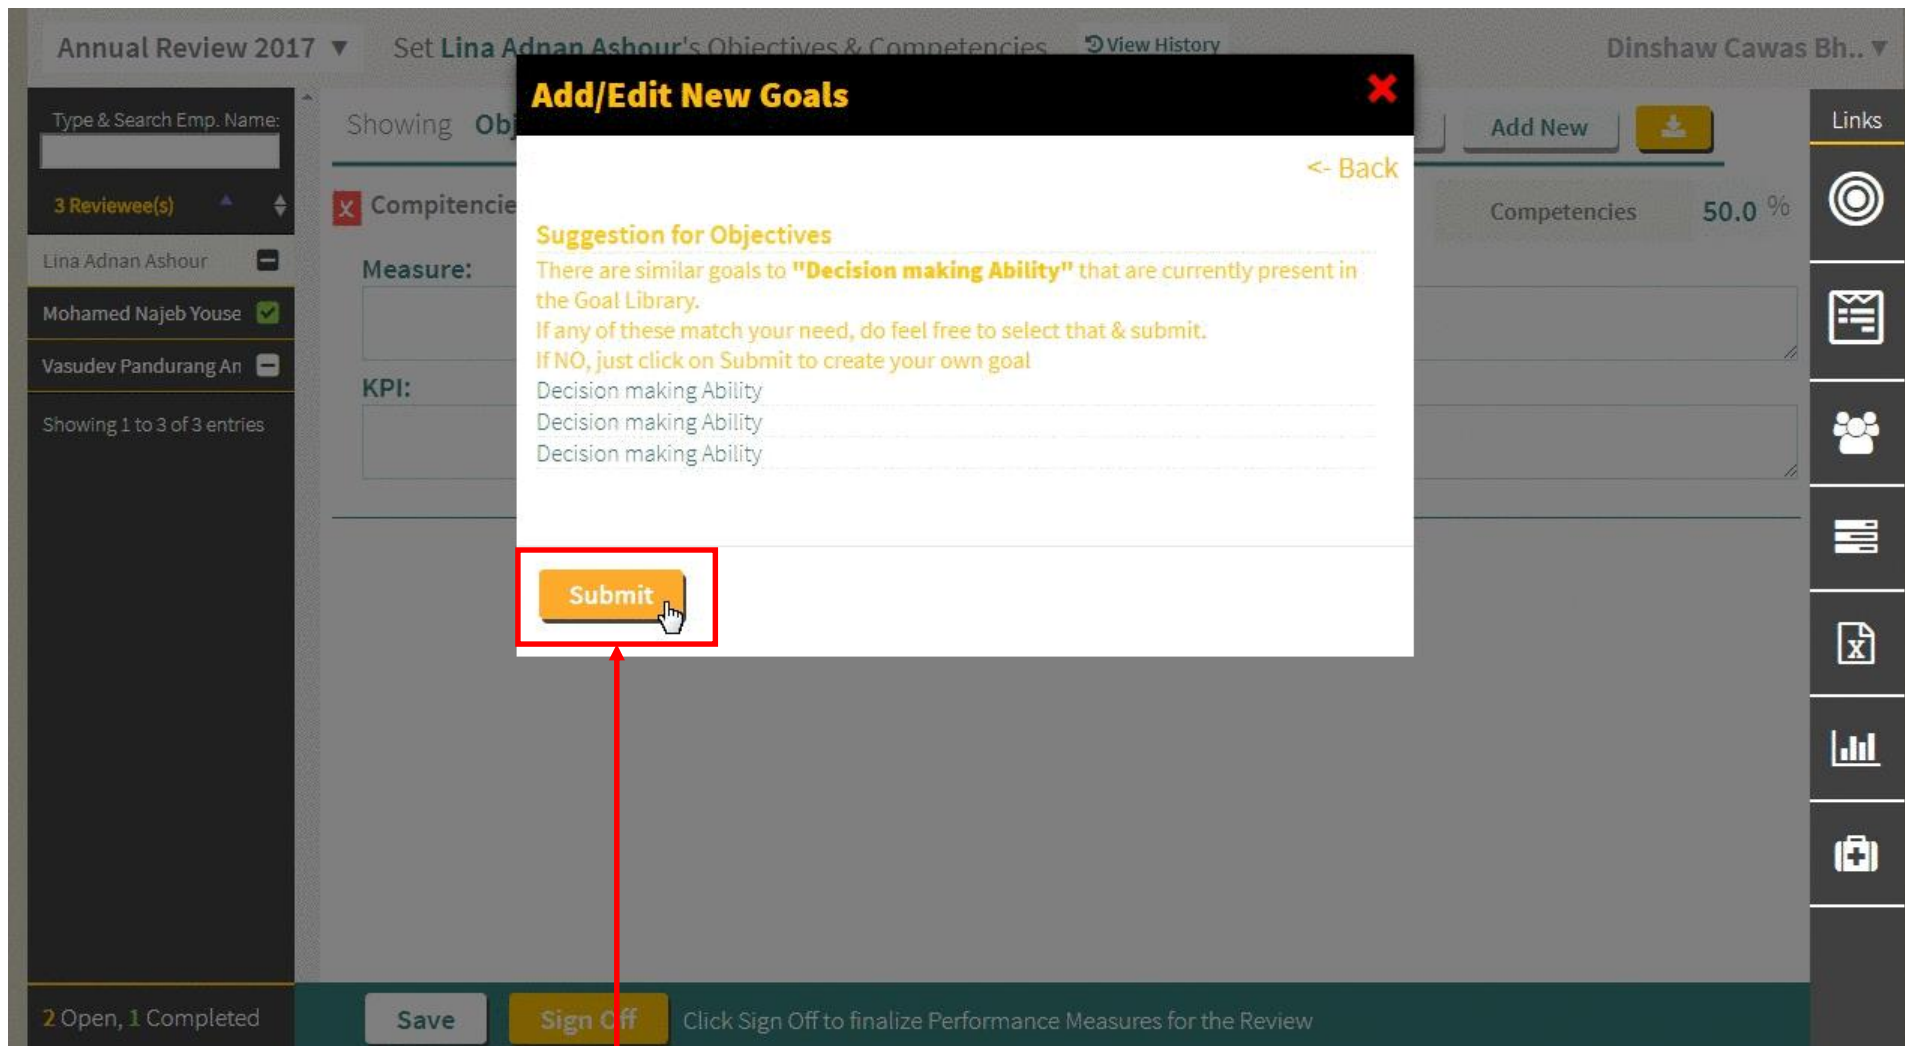 Annual Review 2017 ▼ Set Lina Adnan Ashour's Objectives & Competencies View History Dinshaw Cawas Bh.. ▼
Add/Edit New Goals
Type & Search Emp. Name:
Showing Obj
Add New
Links
<- Back
3 Reviewee(s)
X Compitencie
Competencies 50.0 %
Suggestion for Objectives
Lina Adnan Ashour
Measure:
There are similar goals to "Decision making Ability" that are currently present in
the Goal Library.
Mohamed Najeb Youse
If any of these match your need, do feel free to select that & submit.
If NO, just click on Submit to create your own goal
Vasudev Pandurang An
KPI:
Decision making Ability
Decision making Ability
Decision making Ability
Showing 1 to 3 of 3 entries
Submit
X
2 Open, 1 Completed
Save
Sign Off
Click Sign Off to finalize Performance Measures for the Review